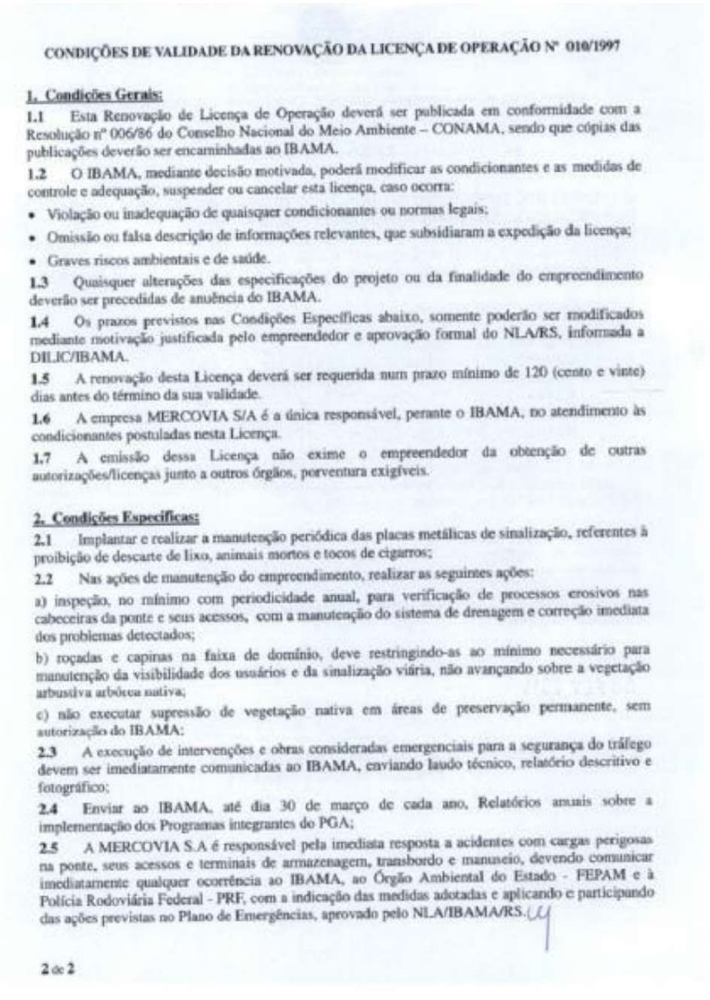 CONDIÇÕES DE VALIDADE DA RENOVAÇÃO DA LICENÇA DE OPERAÇÃO Nº 010/1997
1. Condições Gerais:
1.1 Esta Renovação de Licença de Operação deverá ser publicada em conformidade com a
Resolução nº 006/86 do Conselho Nacional do Meio Ambiente – CONAMA, sendo que cópias das
publicações deverão ser encaminhadas ao IBAMA.
1.2 O IBAMA, mediante decisão motivada, poderá modificar as condicionantes e as medidas de
controle e adequação, suspender ou cancelar esta licença, caso ocorra:
• Violação ou inadequação de quaisquer condicionantes ou normas legais;
• Omissão ou falsa descrição de informações relevantes, que subsidiaram a expedição da licença;
• Graves riscos ambientais e de saúde.
1.3 Quaisquer alterações das especificações do projeto ou da finalidade do empreendimento
deverão ser precedidas de anuência do IBAMA.
1.4 Os prazos previstos nas Condições Específicas abaixo, somente poderão ser modificados
mediante motivação justificada pelo empreendedor e aprovação formal do NLA/RS, informada a
DILIC/IBAMA.
1.5 A renovação desta Licença deverá ser requerida num prazo mínimo de 120 (cento e vinte)
dias antes do término da sua validade.
1.6 A empresa MERCOVIA S/A é a única responsável, perante o IBAMA, no atendimento às
condicionantes postuladas nesta Licença.
1.7 A emissão dessa Licença não exime o empreendedor da obtenção de outras
autorizações/licenças junto a outros órgãos, porventura exigíveis.
2. Condições Específicas:
2.1 Implantar e realizar a manutenção periódica das placas metálicas de sinalização, referentes à
proibição de descarte de lixo, animais mortos e tocos de cigarros;
2.2 Nas ações de manutenção do empreendimento, realizar as seguintes ações:
a) inspeção, no mínimo com periodicidade anual, para verificação de processos erosivos nas
cabeceiras da ponte e seus acessos, com a manutenção do sistema de drenagem e correção imediata
dos problemas detectados;
b) roçadas e capinas na faixa de domínio, deve restringindo-as ao mínimo necessário para
manutenção da visibilidade dos usuários e da sinalização viária, não avançando sobre a vegetação
arbustiva arbórea nativa;
c) não executar supressão de vegetação nativa em áreas de preservação permanente, sem
autorização do IBAMA;
2.3 A execução de intervenções e obras consideradas emergenciais para a segurança do tráfego
devem ser imediatamente comunicadas ao IBAMA, enviando laudo técnico, relatório descritivo e
fotográfico;
2.4 Enviar ao IBAMA, até dia 30 de março de cada ano, Relatórios anuais sobre a
implementação dos Programas integrantes do PGA;
2.5 A MERCOVIA S.A é responsável pela imediata resposta a acidentes com cargas perigosas
na ponte, seus acessos e terminais de armazenagem, transbordo e manuseio, devendo comunicar
imediatamente qualquer ocorrência ao IBAMA, ao Órgão Ambiental do Estado - FEPAM e à
Polícia Rodoviária Federal - PRF, com a indicação das medidas adotadas e aplicando e participando
das ações previstas no Plano de Emergências, aprovado pelo NLA/IBAMA/RS.
2 de 2